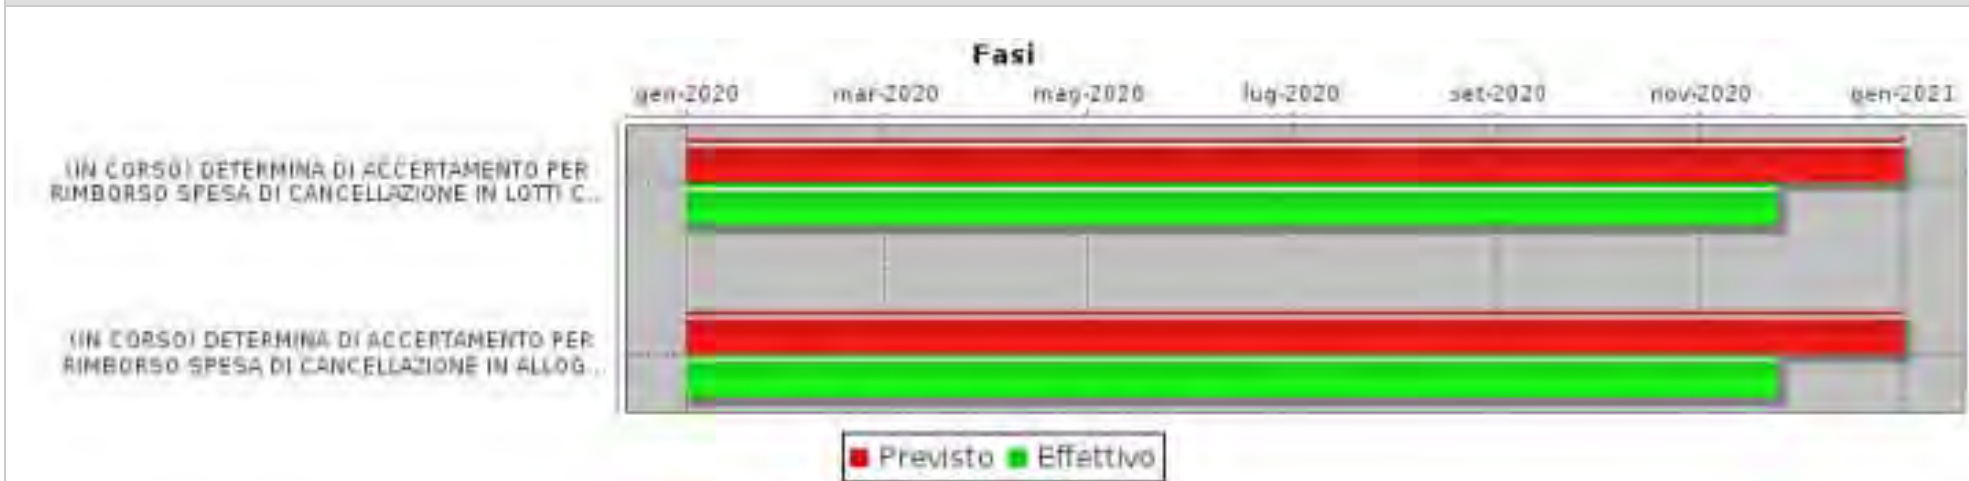 Fasi
gen-2020 mar-2020 mag-2020 lug-2020 set-2020 nov-2020 gen-2021
(IN CORSO) DETERMINA DI ACCERTAMENTO PER
RIMBORSO SPESA DI CANCELLAZIONE IN LOTTI C...
(IN CORSO) DETERMINA DI ACCERTAMENTO PER
RIMBORSO SPESA DI CANCELLAZIONE IN ALLOG...
Previsto Effettivo